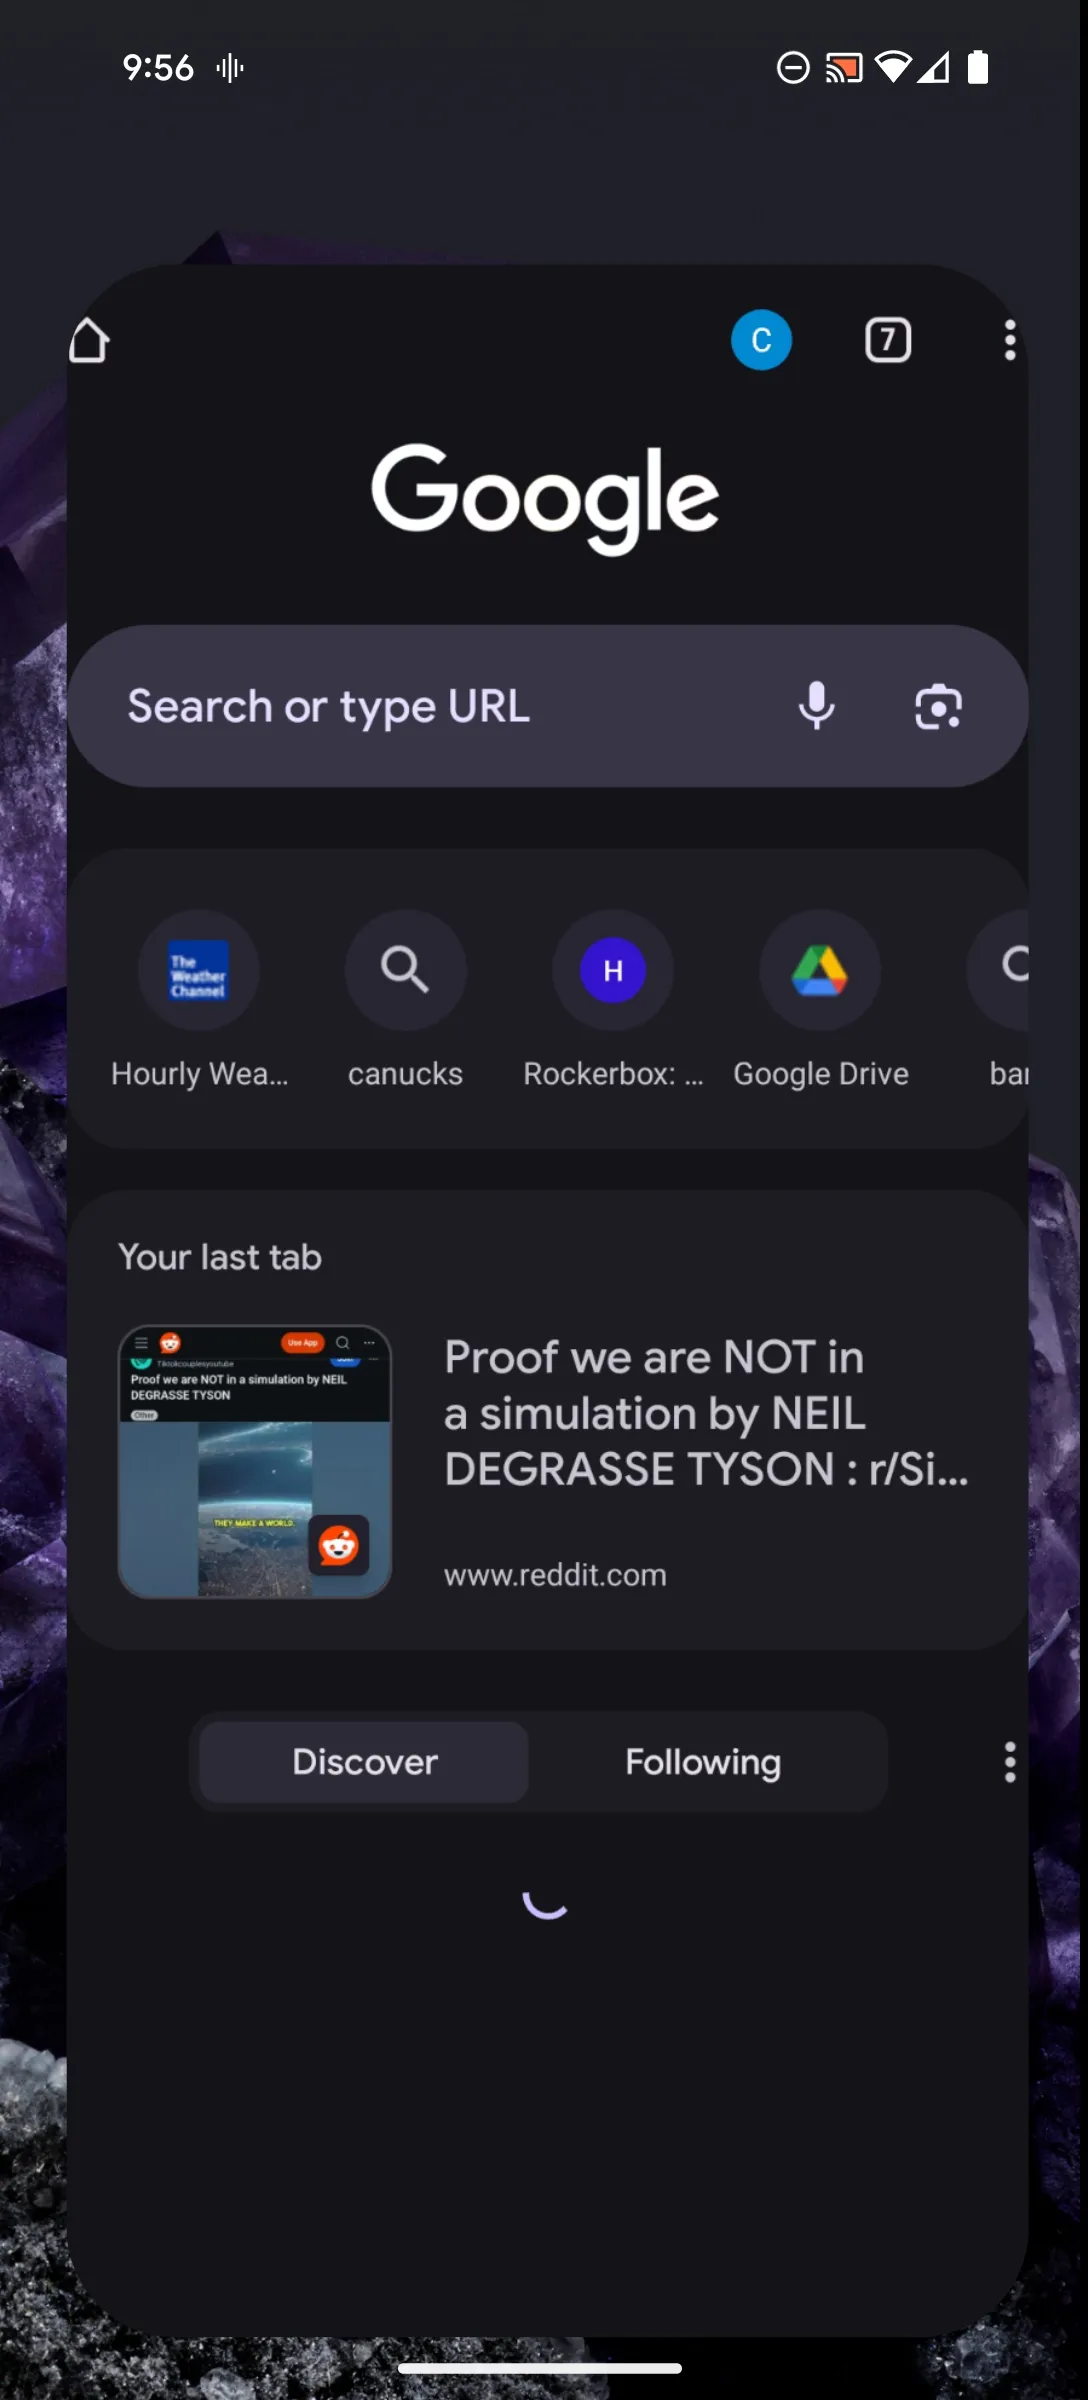 9:56
C
7
Google
Search or type URL
The
Weather
Channel
H
Hourly Wea...
canucks
Rockerbox: ...
Google Drive
Your last tab
Use App
Tiktokcouplesyoutube
Proof we are NOT in a simulation by NEIL
DEGRASSE TYSON
Other
THEY MAKE A WORLD.
Proof we are NOT in
a simulation by NEIL
DEGRASSE TYSON : r/Si...
www.reddit.com
Discover
Following